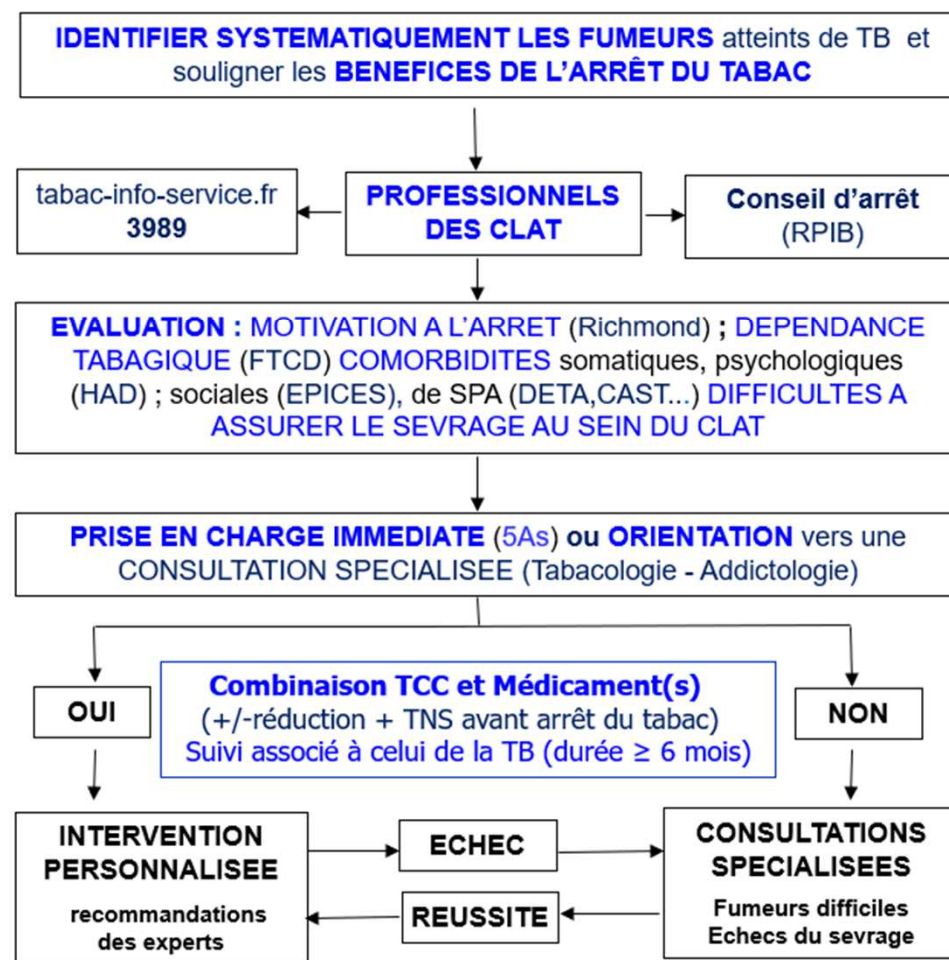 IDENTIFIER SYSTEMATIQUEMENT LES FUMEURS atteints de TB et
souligner les BENEFICES DE L'ARRÊT DU TABAC
tabac-info-service.fr
3989
PROFESSIONNELS
DES CLAT
Conseil d'arrêt
(RPIB)
EVALUATION : MOTIVATION A L'ARRET (Richmond) ; DEPENDANCE
TABAGIQUE (FTCD) COMORBIDITES somatiques, psychologiques
(HAD) ; sociales (EPICES), de SPA (DETA,CAST...) DIFFICULTES A
ASSURER LE SEVRAGE AU SEIN DU CLAT
PRISE EN CHARGE IMMEDIATE (5As) ou ORIENTATION vers une
CONSULTATION SPECIALISEE (Tabacologie - Addictologie)
OUI
Combinaison TCC et Médicament(s)
(+/-réduction + TNS avant arrêt du tabac)
Suivi associé à celui de la TB (durée ≥ 6 mois)
NON
INTERVENTION
PERSONNALISEE
recommandations
des experts
ECHEC
REUSSITE
CONSULTATIONS
SPECIALISEES
Fumeurs difficiles
Echecs du sevrage